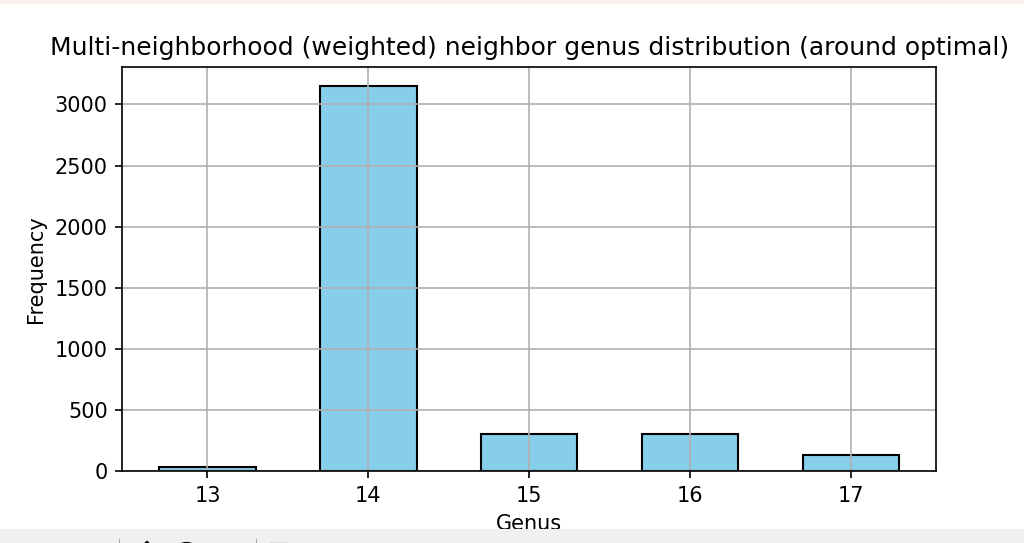 Multi-neighborhood (weighted) neighbor genus distribution (around optimal)
3000
2500
2000
1500
1000
500
0
Frequency
13 14 15 16 17
Genus